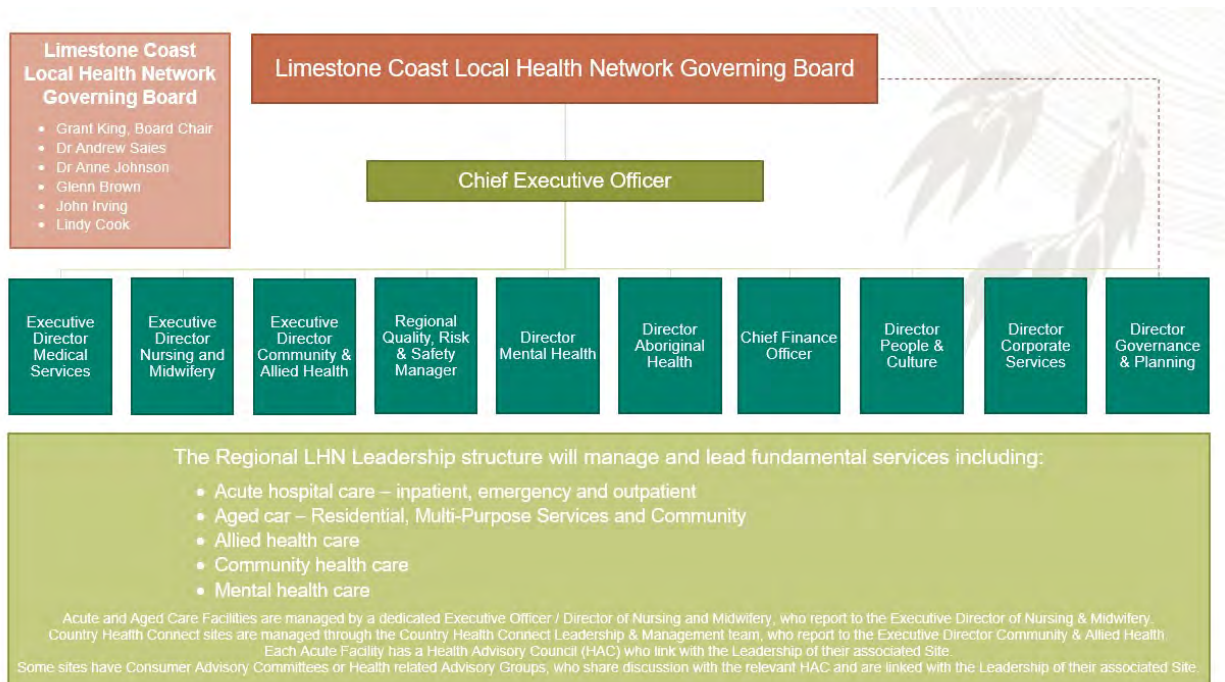 Limestone Coast
Local Health Network
Governing Board
• Grant King, Board Chair
• Dr Andrew Saies
• Dr Anne Johnson
• Glenn Brown
• John Irving
• Lindy Cook
Limestone Coast Local Health Network Governing Board
Chief Executive Officer
Executive
Director
Medical
Services
Executive
Director
Nursing and
Midwifery
Executive
Director
Community &
Allied Health
Regional
Quality, Risk
& Safety
Manager
Director
Mental Health
Director
Aboriginal
Health
Chief Finance
Officer
Director
People &
Culture
Director
Corporate
Services
Director
Governance
& Planning
The Regional LHN Leadership structure will manage and lead fundamental services including:
• Acute hospital care – inpatient, emergency and outpatient
• Aged car – Residential, Multi-Purpose Services and Community
• Allied health care
• Community health care
• Mental health care
Acute and Aged Care Facilities are managed by a dedicated Executive Officer / Director of Nursing and Midwifery, who report to the Executive Director of Nursing & Midwifery.
Country Health Connect sites are managed through the Country Health Connect Leadership & Management team, who report to the Executive Director Community & Allied Health.
Each Acute Facility has a Health Advisory Council (HAC) who link with the Leadership of their associated Site.
Some sites have Consumer Advisory Committees or Health related Advisory Groups, who share discussion with the relevant HAC and are linked with the Leadership of their associated Site.